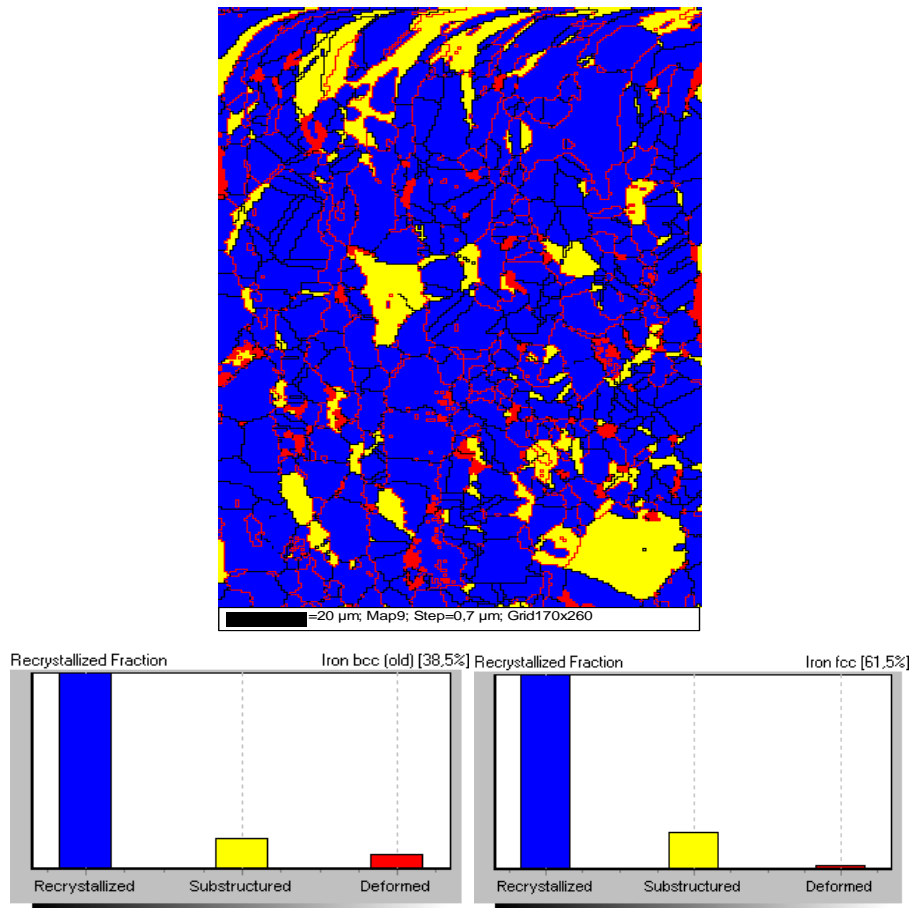 =20 µm; Map9; Step=0,7 µm; Grid170x260
Recrystallized Fraction Iron bcc (old) [38,5%]
Recrystallized Substructured Deformed
Recrystallized Fraction Iron fcc [61,5%]
Recrystallized Substructured Deformed